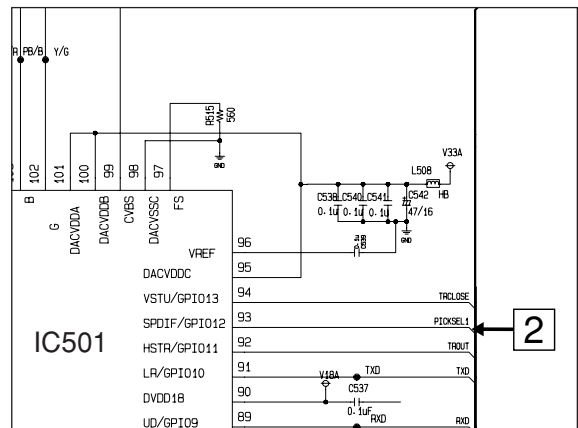 PB/B Y/G
R515
560
GND
102 101 100 99 98 97
B G DACVDDA DACVDDB CVBS DACVSSC FS
V33A
L508
HB
C538 C540 C541 C542
0.1u 0.1u 0.1u 47/16
GND
VREF 96
0.1u
DACVDDC 95
VSTU/GPIO13 94 TRCLOSE
SPDIF/GPIO12 93 PICKSEL1
2
IC501
HSTR/GPIO11 92 TROUT
LR/GPIO10 91 TXD TXD
V18A
DVDD18 90 C537
0.1uF
UD/GPIO9 89 RXD RXD